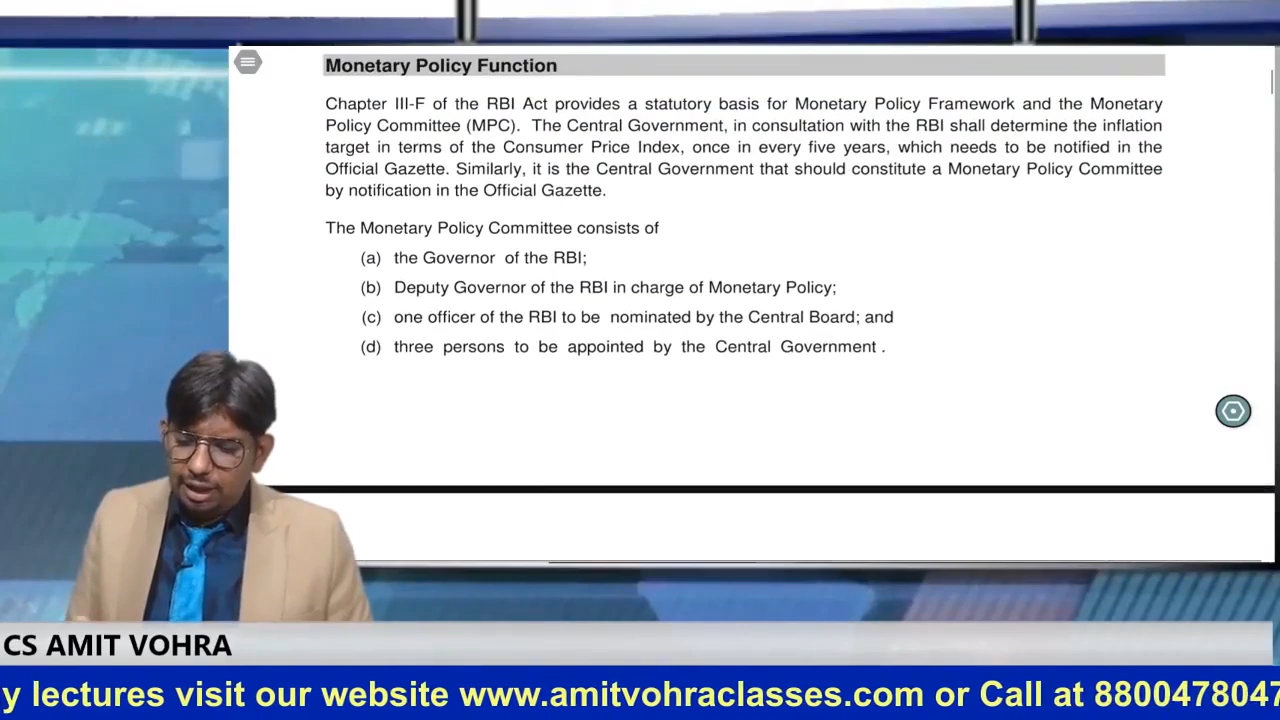 Monetary Policy Function
Chapter III-F of the RBI Act provides a statutory basis for Monetary Policy Framework and the Monetary
Policy Committee (MPC). The Central Government, in consultation with the RBI shall determine the inflation
target in terms of the Consumer Price Index, once in every five years, which needs to be notified in the
Official Gazette. Similarly, it is the Central Government that should constitute a Monetary Policy Committee
by notification in the Official Gazette.
The Monetary Policy Committee consists of
(a) the Governor of the RBI;
(b) Deputy Governor of the RBI in charge of Monetary Policy;
(c) one officer of the RBI to be nominated by the Central Board; and
(d) three persons to be appointed by the Central Government .
CS AMIT VOHRA
y lectures visit our website www.amitvohraclasses.com or Call at 8800478047